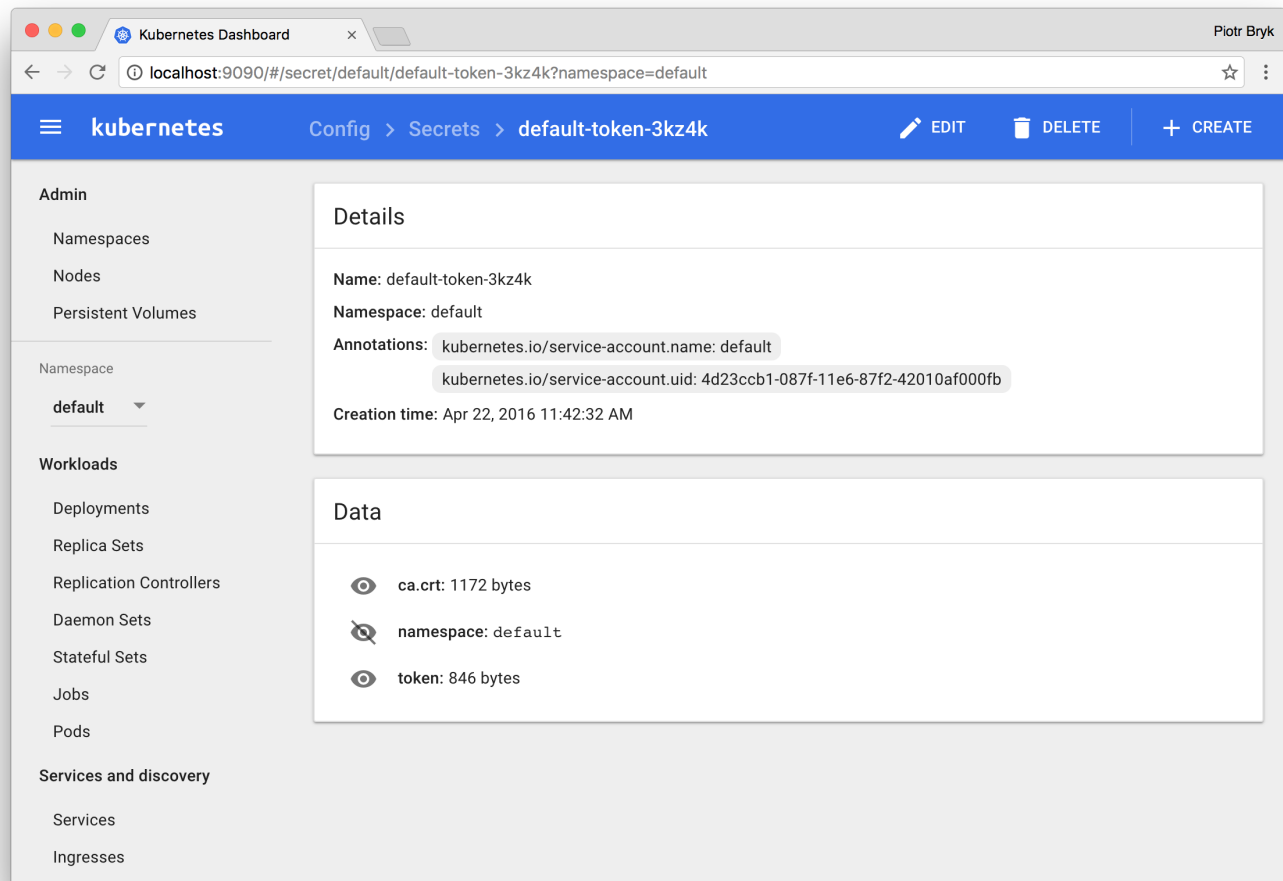 Kubernetes Dashboard
Piotr Bryk
localhost:9090/#/secret/default/default-token-3kz4k?namespace=default
kubernetes Config > Secrets > default-token-3kz4k EDIT DELETE + CREATE
Admin
Namespaces
Nodes
Persistent Volumes
Namespace
default
Workloads
Deployments
Replica Sets
Replication Controllers
Daemon Sets
Stateful Sets
Jobs
Pods
Services and discovery
Services
Ingresses
Details
Name: default-token-3kz4k
Namespace: default
Annotations: kubernetes.io/service-account.name: default
kubernetes.io/service-account.uid: 4d23ccb1-087f-11e6-87f2-42010af000fb
Creation time: Apr 22, 2016 11:42:32 AM
Data
ca.crt: 1172 bytes
namespace: default
token: 846 bytes